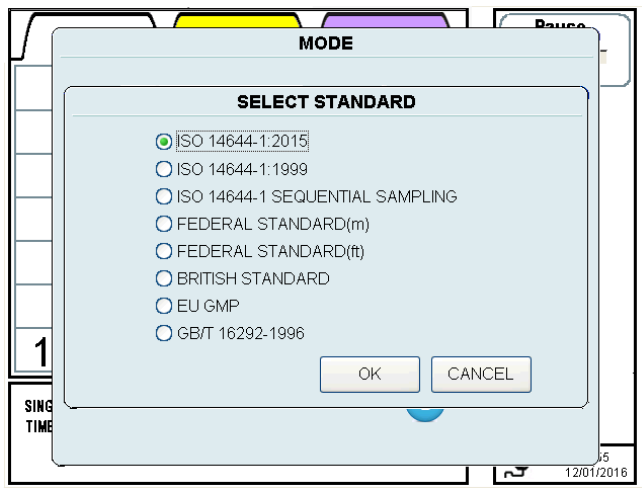 Pause
MODE
SELECT STANDARD
ISO 14644-1:2015
ISO 14644-1:1999
ISO 14644-1 SEQUENTIAL SAMPLING
FEDERAL STANDARD(m)
FEDERAL STANDARD(ft)
BRITISH STANDARD
EU GMP
GB/T 16292-1996
OK CANCEL
1
SING
TIME
55
12/01/2016